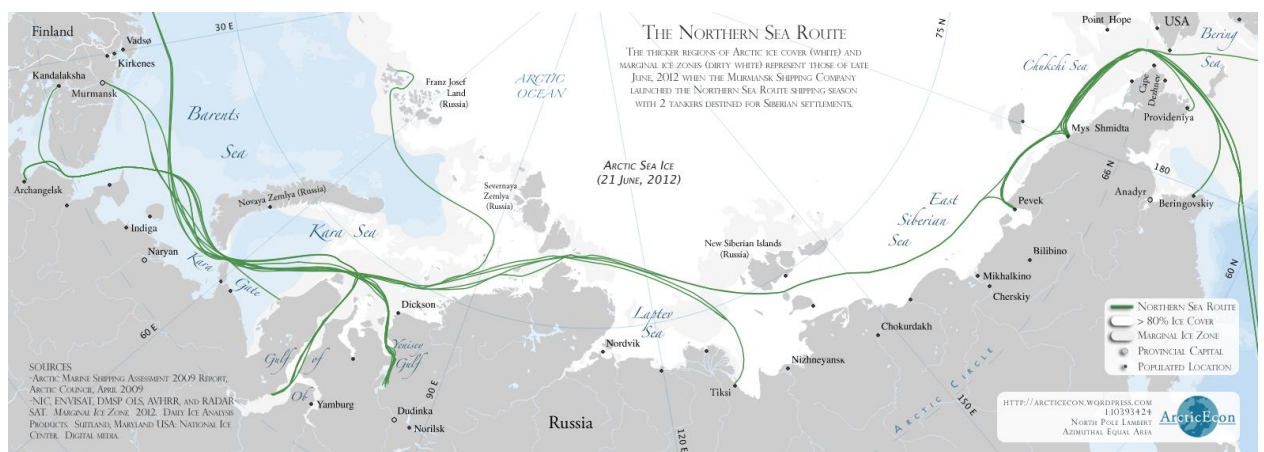 The Northern Sea Route
The thicker regions of Arctic ice cover (white) and
marginal ice zones (dirty white) represent those of late
June, 2012 when the Murmansk Shipping Company
launched the Northern Sea Route shipping season
with 2 tankers destined for Siberian settlements.
Finland
30 E
Vadsø
Kirkenes
Kandalaksha
Murmansk
Barents
Sea
Franz Josef
Land
(Russia)
ARCTIC
OCEAN
75 N
Point Hope
USA
Bering
Sea
Chukchi Sea
Cape
Dezhnev
Provideniya
Mys Shmidta
66 N
180
Anadyr
Beringovskiy
Arctic Sea Ice
(21 June, 2012)
Archangelsk
Novaya Zemlya (Russia)
Severnaya
Zemlya
(Russia)
Indiga
Naryan
Kara Sea
Kara
Gate
East
Siberian
Sea
New Siberian Islands
(Russia)
Pevek
Bilibino
Mikhalkino
Cherskiy
60 N
60 E
Dickson
Laptev
Sea
Chokurdakh
Gulf of
Ob
Yenisey
Gulf
Nordvik
Nizhneyansk
Tiksi
Yamburg
90 E
Dudinka
Norilsk
Russia
120 E
Arctic Circle
150 E
Northern Sea Route
> 80% Ice Cover
Marginal Ice Zone
Provincial Capital
Populated Location
SOURCES
-Arctic Marine Shipping Assessment 2009 Report,
Arctic Council, April 2009
-NIC, ENVISAT, DMSP OLS, AVHRR, and RADAR
SAT. Marginal Ice Zone 2012. Daily Ice Analysis
Products. Suitland, Maryland USA: National Ice
Center. Digital media.
http://arcticecon.wordpress.com
1:10393424
North Pole Lambert
Azimuthal Equal Area
ArcticEcon